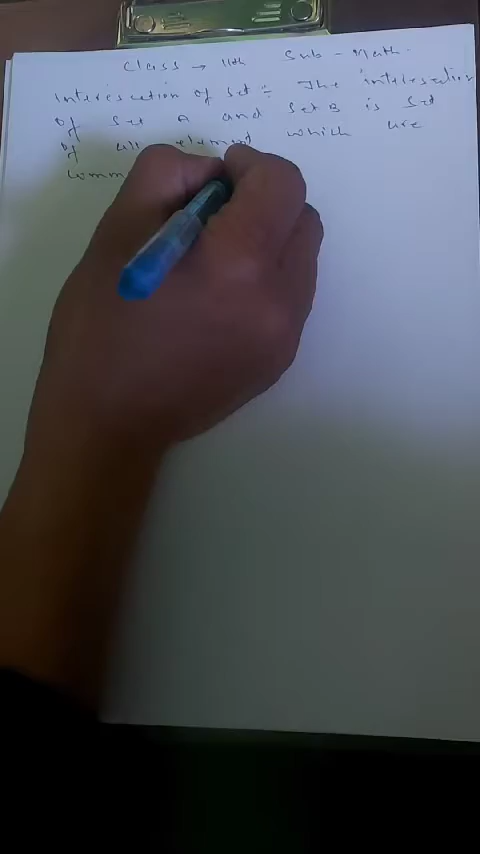 Class → 11th Sub - Math.
Intersection of Set :- The intersection
of Set A and Set B is Set
of all element which are
comm